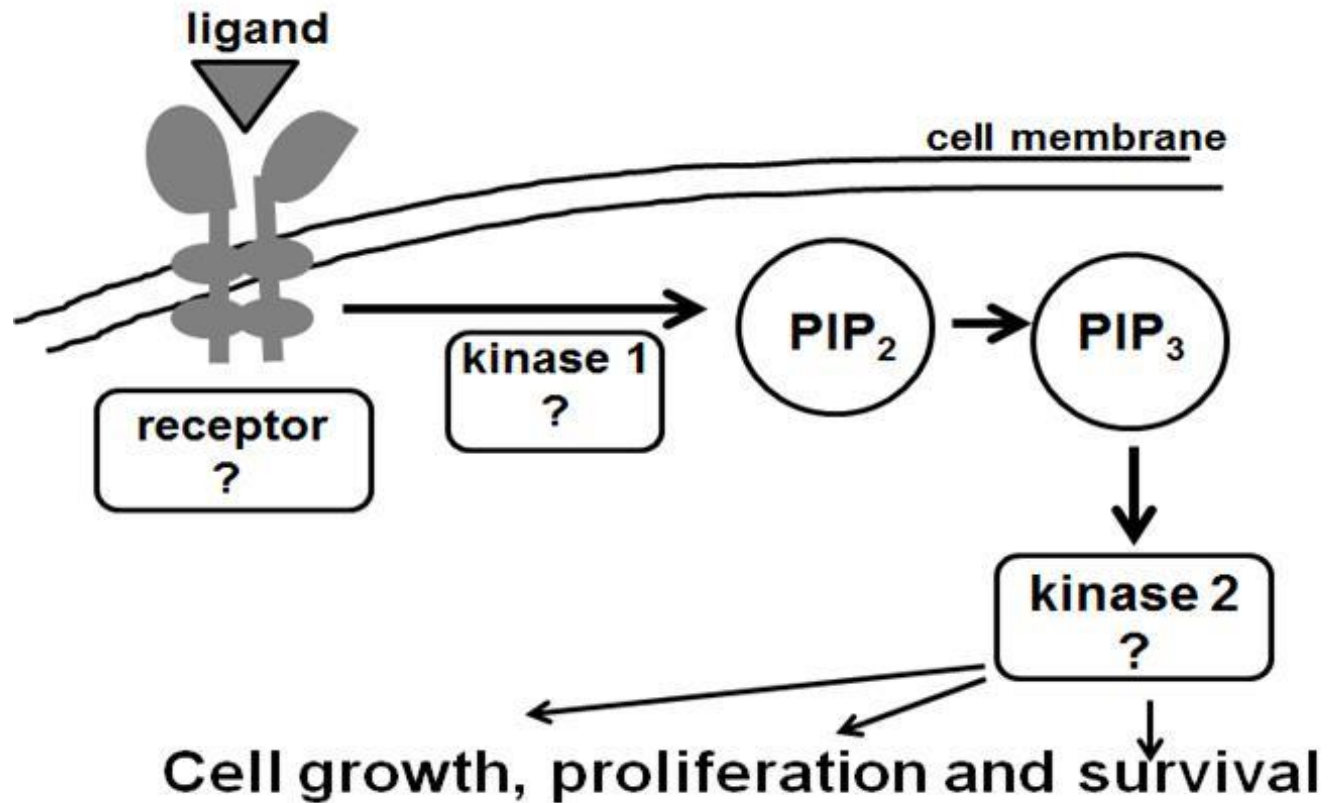 ligand
cell membrane
receptor
?
kinase 1
?
PIP₂
PIP₃
kinase 2
?
Cell growth, proliferation and survival